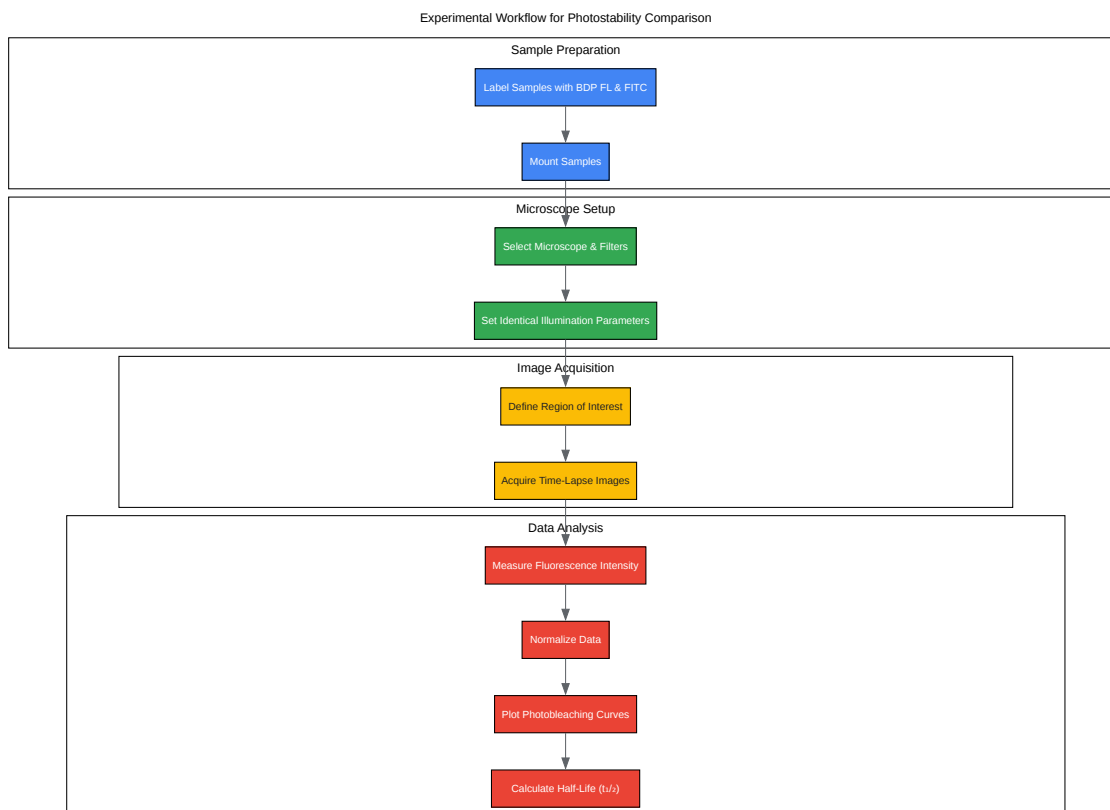 Experimental Workflow for Photostability Comparison
Sample Preparation
Label Samples with BDP FL & FITC
Mount Samples
Microscope Setup
Select Microscope & Filters
Set Identical Illumination Parameters
Image Acquisition
Define Region of Interest
Acquire Time-Lapse Images
Data Analysis
Measure Fluorescence Intensity
Normalize Data
Plot Photobleaching Curves
Calculate Half-Life (t₁/₂)